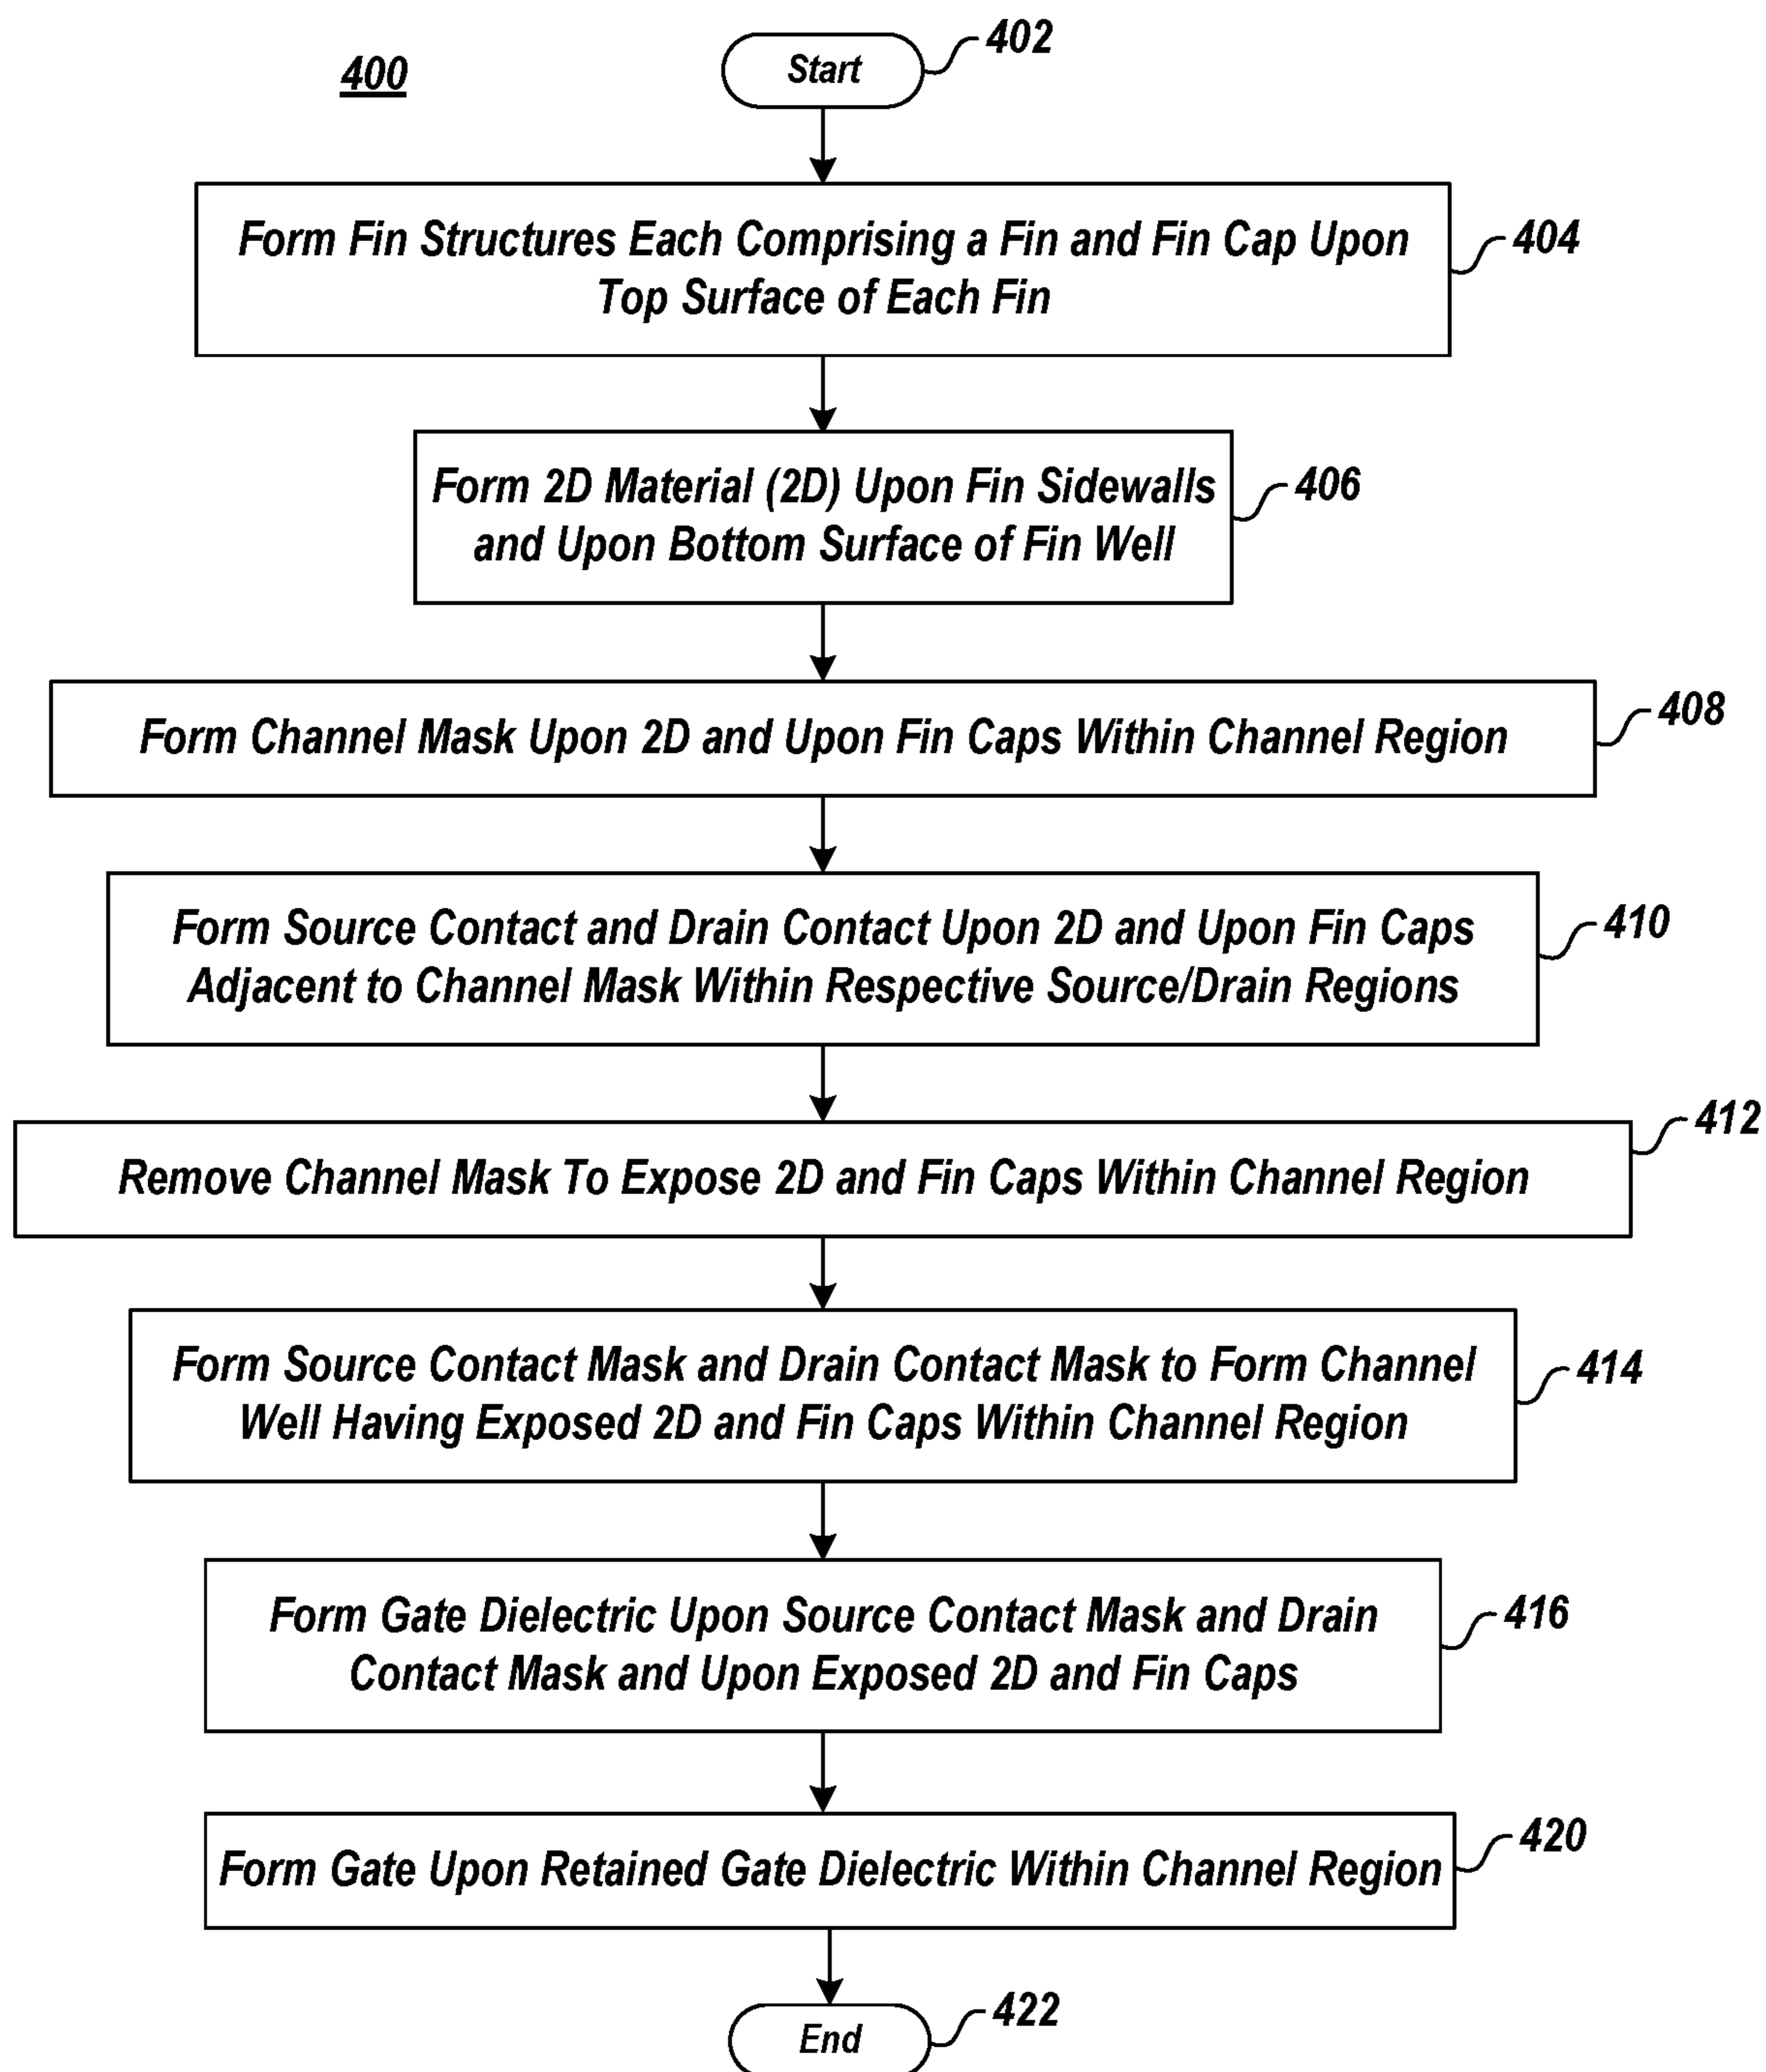 400
Start
402
Form Fin Structures Each Comprising a Fin and Fin Cap Upon
Top Surface of Each Fin
404
Form 2D Material (2D) Upon Fin Sidewalls
and Upon Bottom Surface of Fin Well
406
Form Channel Mask Upon 2D and Upon Fin Caps Within Channel Region
408
Form Source Contact and Drain Contact Upon 2D and Upon Fin Caps
Adjacent to Channel Mask Within Respective Source/Drain Regions
410
Remove Channel Mask To Expose 2D and Fin Caps Within Channel Region
412
Form Source Contact Mask and Drain Contact Mask to Form Channel
Well Having Exposed 2D and Fin Caps Within Channel Region
414
Form Gate Dielectric Upon Source Contact Mask and Drain
Contact Mask and Upon Exposed 2D and Fin Caps
416
Form Gate Upon Retained Gate Dielectric Within Channel Region
420
End
422